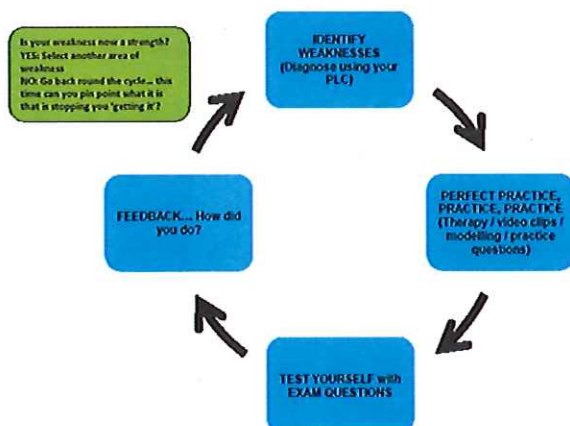 Is your weakness now a strength?
YES: Select another area of
weakness
NO: Go back round the cycle... this
time can you pin point what it is
that is stopping you 'getting it'?
IDENTIFY
WEAKNESSES
(Diagnose using your
PLC)
PERFECT PRACTICE,
PRACTICE, PRACTICE
(Therapy / video clips /
modelling / practice
questions)
TEST YOURSELF with
EXAM QUESTIONS
FEEDBACK... How did
you do?